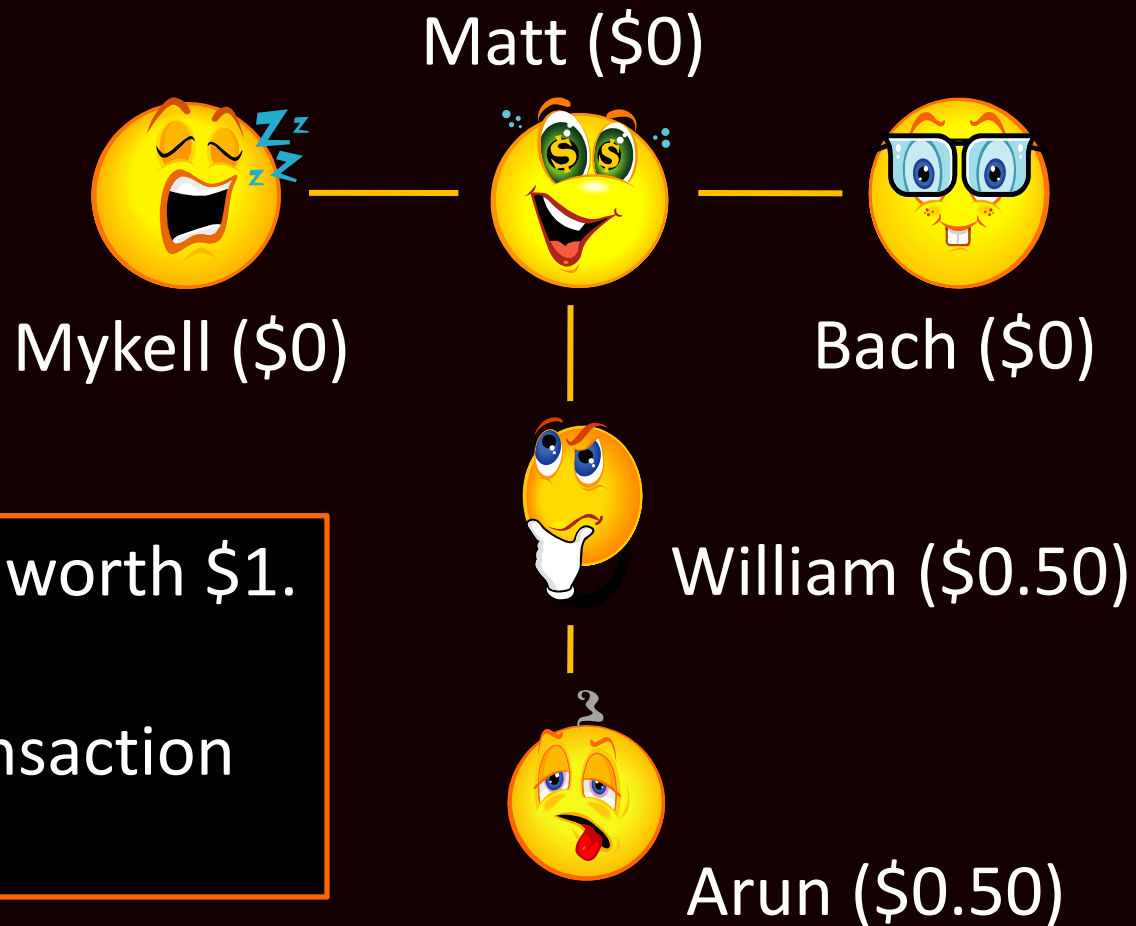 Matt ($0)
Mykell ($0)
Bach ($0)
worth $1.
William ($0.50)
nsaction
Arun ($0.50)